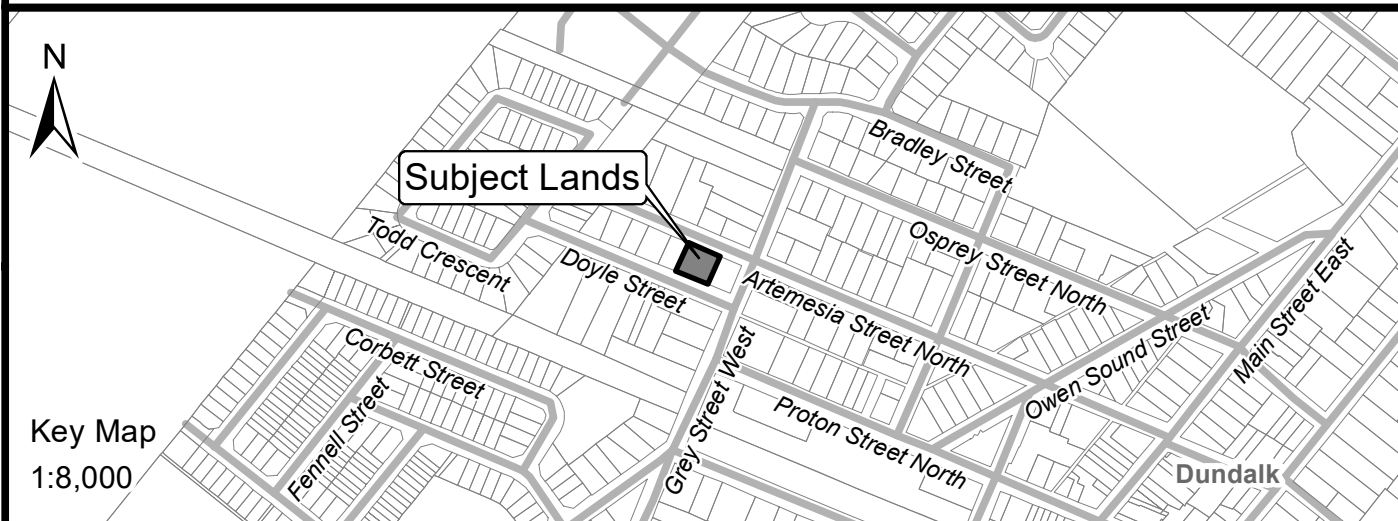 N
Bradley Street
Subject Lands
Osprey Street North
Todd Crescent
Doyle Street
Artemesia Street North
Owen Sound Street
Main Street East
Corbett Street
Grey Street West
Fennell Street
Proton Street North
Key Map
1:8,000
Dundalk